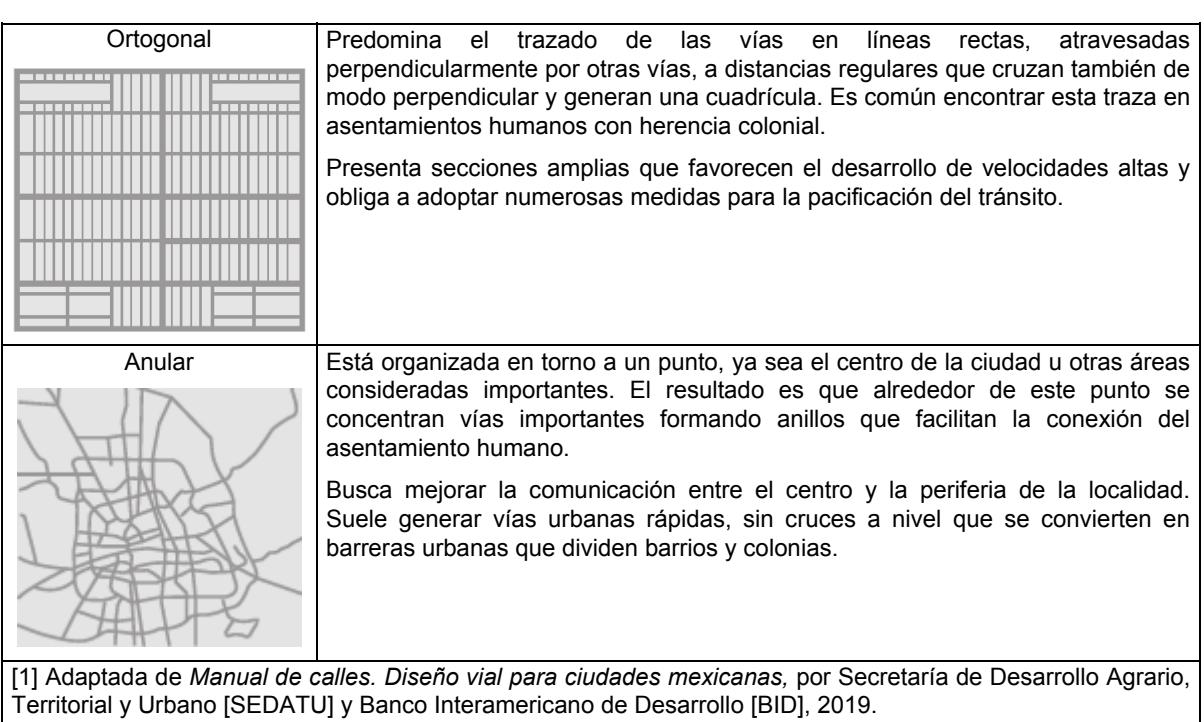 Ortogonal
Predomina el trazado de las vías en líneas rectas, atravesadas
perpendicularmente por otras vías, a distancias regulares que cruzan también de
modo perpendicular y generan una cuadrícula. Es común encontrar esta traza en
asentamientos humanos con herencia colonial.
Presenta secciones amplias que favorecen el desarrollo de velocidades altas y
obliga a adoptar numerosas medidas para la pacificación del tránsito.
Anular
Está organizada en torno a un punto, ya sea el centro de la ciudad u otras áreas
consideradas importantes. El resultado es que alrededor de este punto se
concentran vías importantes formando anillos que facilitan la conexión del
asentamiento humano.
Busca mejorar la comunicación entre el centro y la periferia de la localidad.
Suele generar vías urbanas rápidas, sin cruces a nivel que se convierten en
barreras urbanas que dividen barrios y colonias.
[1] Adaptada de Manual de calles. Diseño vial para ciudades mexicanas, por Secretaría de Desarrollo Agrario,
Territorial y Urbano [SEDATU] y Banco Interamericano de Desarrollo [BID], 2019.